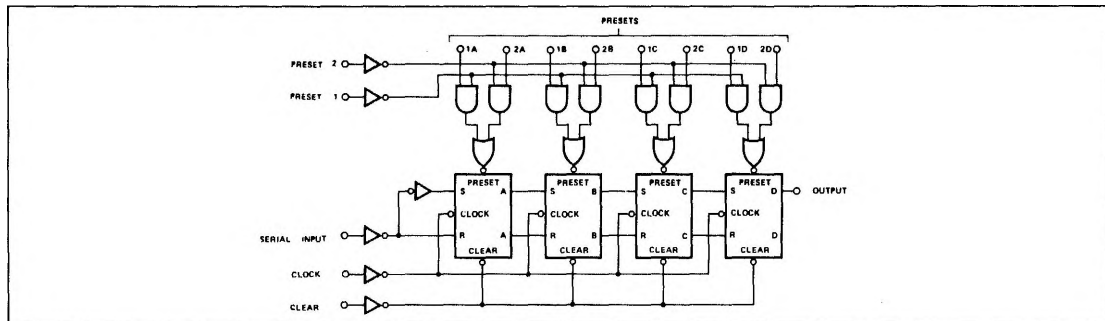 PRESETS
1A 2A 1B 2B 1C 2C 1D 2D
PRESET 2
PRESET 1
PRESET PRESET PRESET PRESET
S A S B S C S D OUTPUT
CLOCK CLOCK CLOCK CLOCK
SERIAL INPUT R A R B R C R D
CLEAR CLEAR CLEAR CLEAR
CLOCK
CLEAR